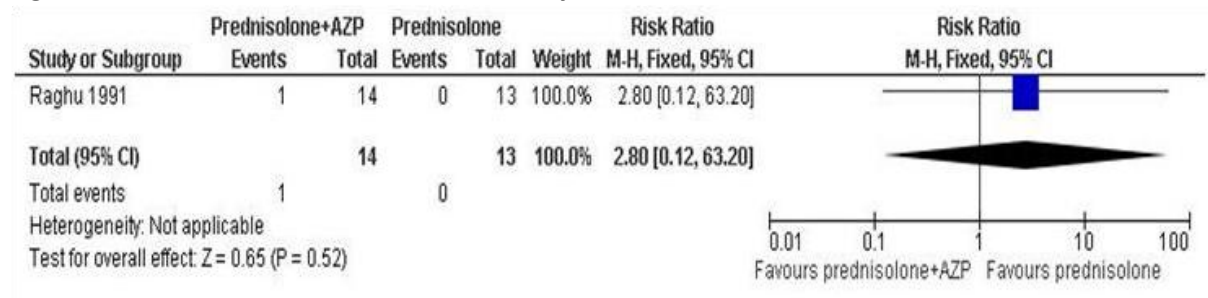 Prednisolone+AZP Prednisolone Risk Ratio Risk Ratio
Study or Subgroup Events Total Events Total Weight M-H, Fixed, 95% CI M-H, Fixed, 95% CI
Raghu 1991 1 14 0 13 100.0% 2.80 [0.12, 63.20]
Total (95% CI) 14 13 100.0% 2.80 [0.12, 63.20]
Total events 1 0
Heterogeneity: Not applicable
Test for overall effect: Z = 0.65 (P = 0.52)
0.01 0.1 1 10 100
Favours prednisolone+AZP Favours prednisolone